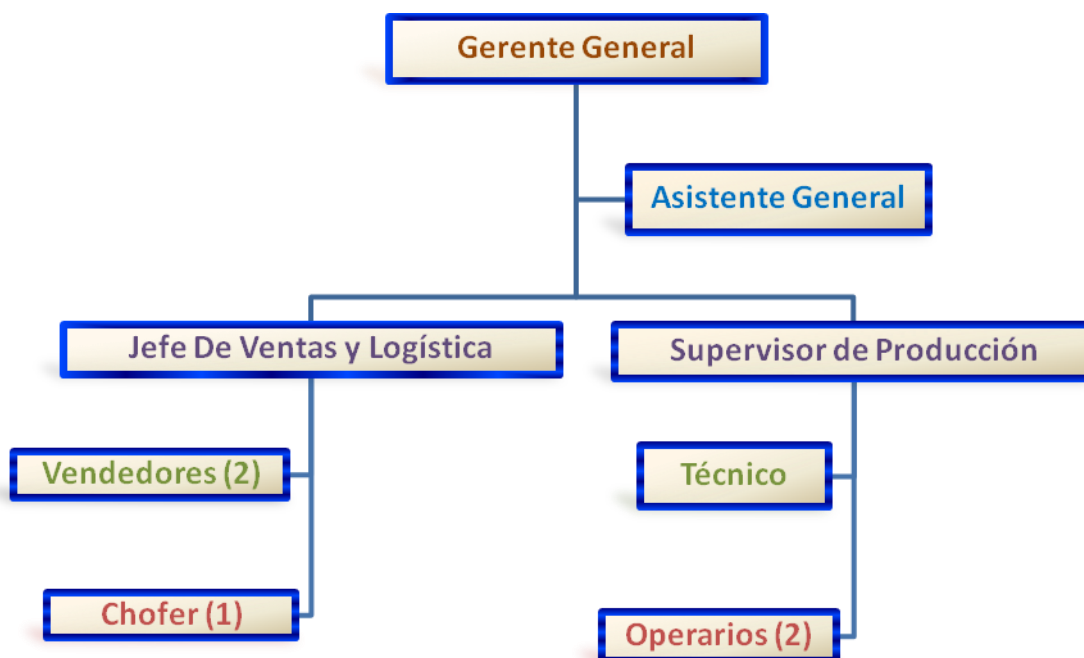 Gerente General
Asistente General
Jefe De Ventas y Logística
Supervisor de Producción
Vendedores (2)
Técnico
Chofer (1)
Operarios (2)